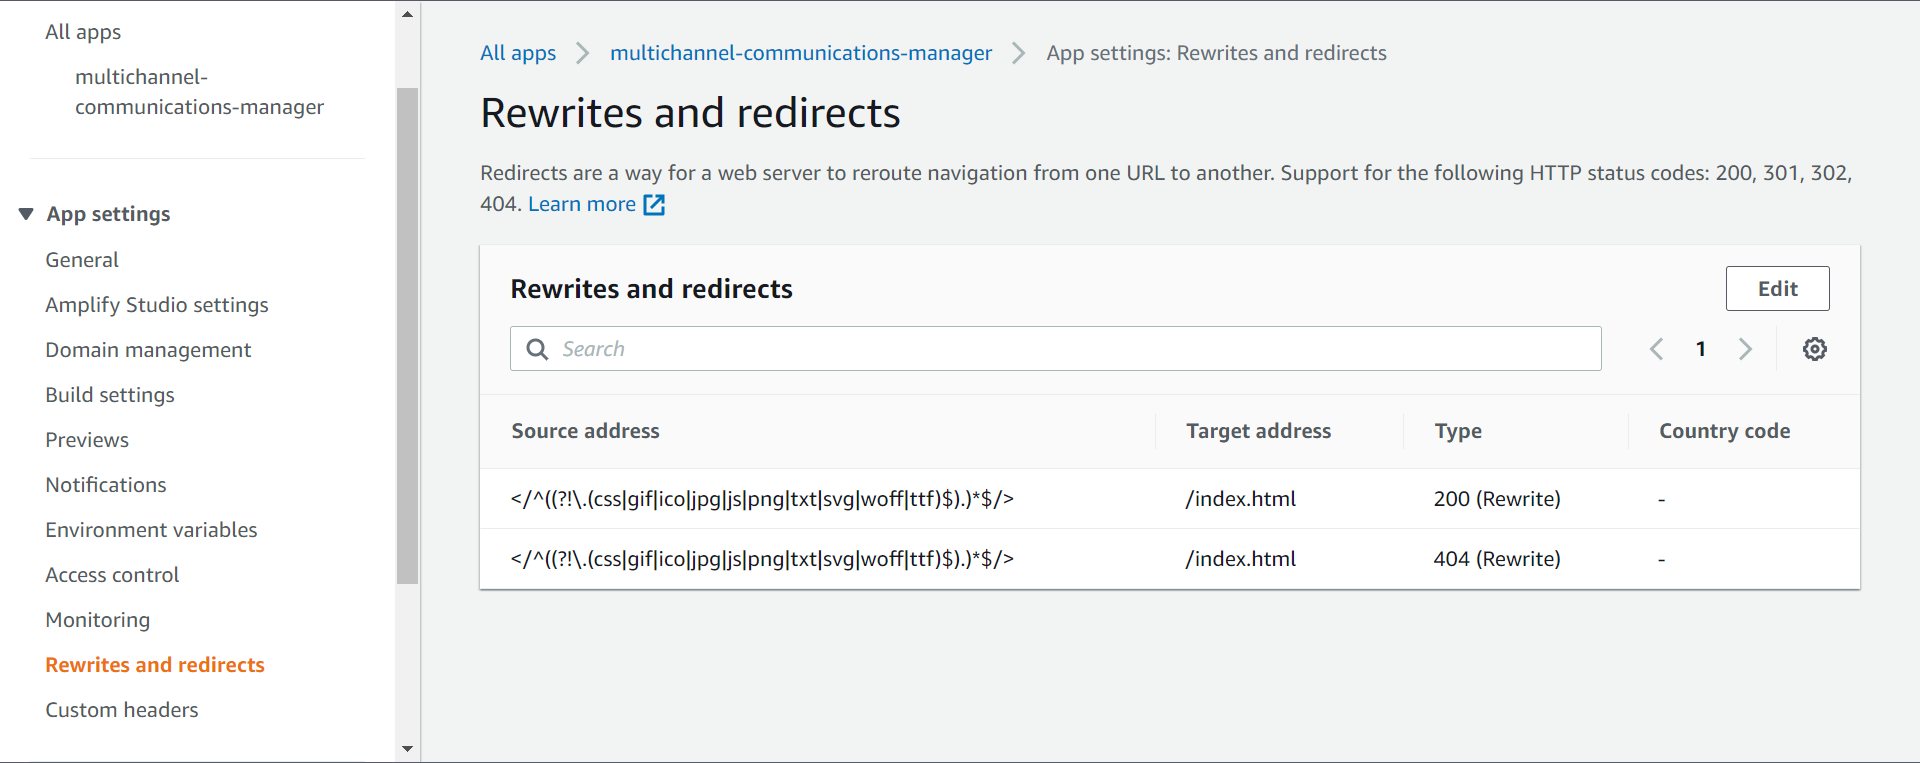 All apps
multichannel-
communications-manager
App settings
General
Amplify Studio settings
Domain management
Build settings
Previews
Notifications
Environment variables
Access control
Monitoring
Rewrites and redirects
Custom headers
All apps > multichannel-communications-manager > App settings: Rewrites and redirects
Rewrites and redirects
Redirects are a way for a web server to reroute navigation from one URL to another. Support for the following HTTP status codes: 200, 301, 302,
404. Learn more
Rewrites and redirects
Edit
Search
1
Source address Target address Type Country code
</^((?!\.(css|gif|ico|jpg|js|png|txt|svg|woff|ttf)$).)*$/> /index.html 200 (Rewrite) -
</^((?!\.(css|gif|ico|jpg|js|png|txt|svg|woff|ttf)$).)*$/> /index.html 404 (Rewrite) -